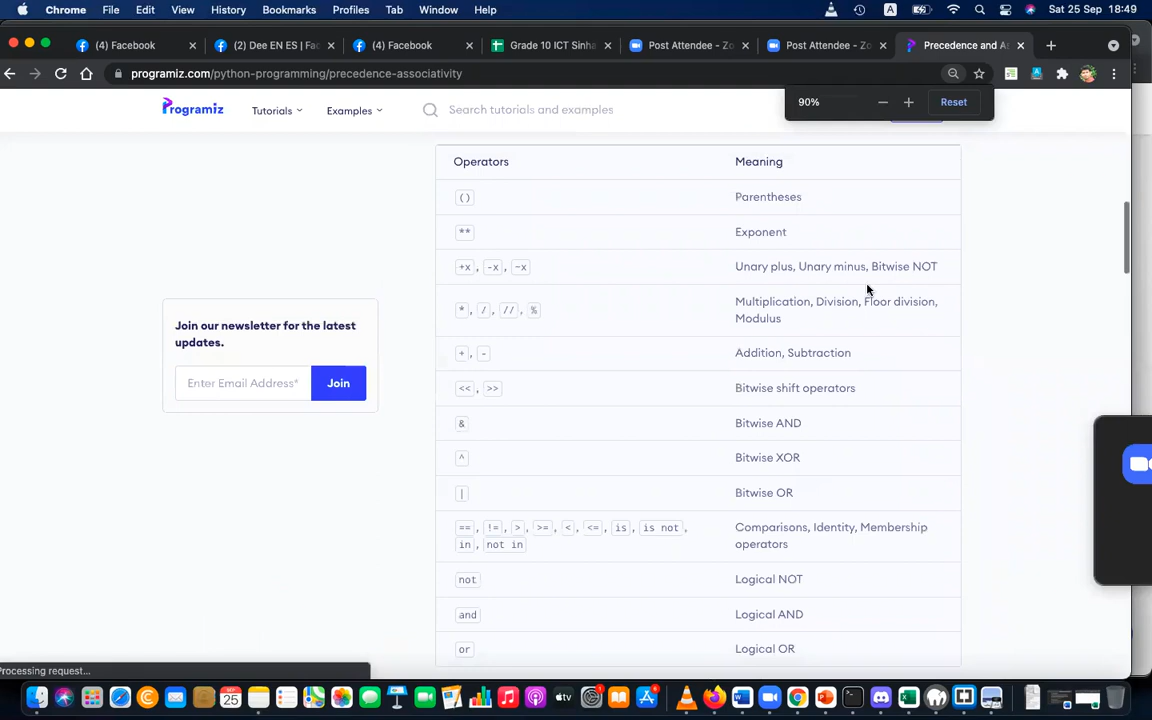 Chrome File Edit View History Bookmarks Profiles Tab Window Help A Sat 25 Sep 18:49
(4) Facebook (2) Dee EN ES | Fac (4) Facebook Grade 10 ICT Sinha Post Attendee - Zo Post Attendee - Zo Precedence and As
programiz.com/python-programming/precedence-associativity
90% Reset
Programiz Tutorials Examples Search tutorials and examples
Operators Meaning
() Parentheses
** Exponent
+x, -x, ~x Unary plus, Unary minus, Bitwise NOT
*, /, //, % Multiplication, Division, Floor division,
Modulus
+, - Addition, Subtraction
<<, >> Bitwise shift operators
& Bitwise AND
^ Bitwise XOR
| Bitwise OR
==, !=, >, >=, <, <=, is, is not, Comparisons, Identity, Membership
in, not in operators
not Logical NOT
and Logical AND
or Logical OR
Join our newsletter for the latest
updates.
Enter Email Address* Join
Processing request...